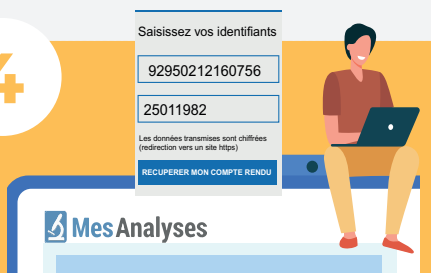 4
Saisissez vos identifiants
92950212160756
25011982
Les données transmises sont chiffrées
(redirection vers un site https)
RECUPERER MON COMPTE RENDU
MesAnalyses